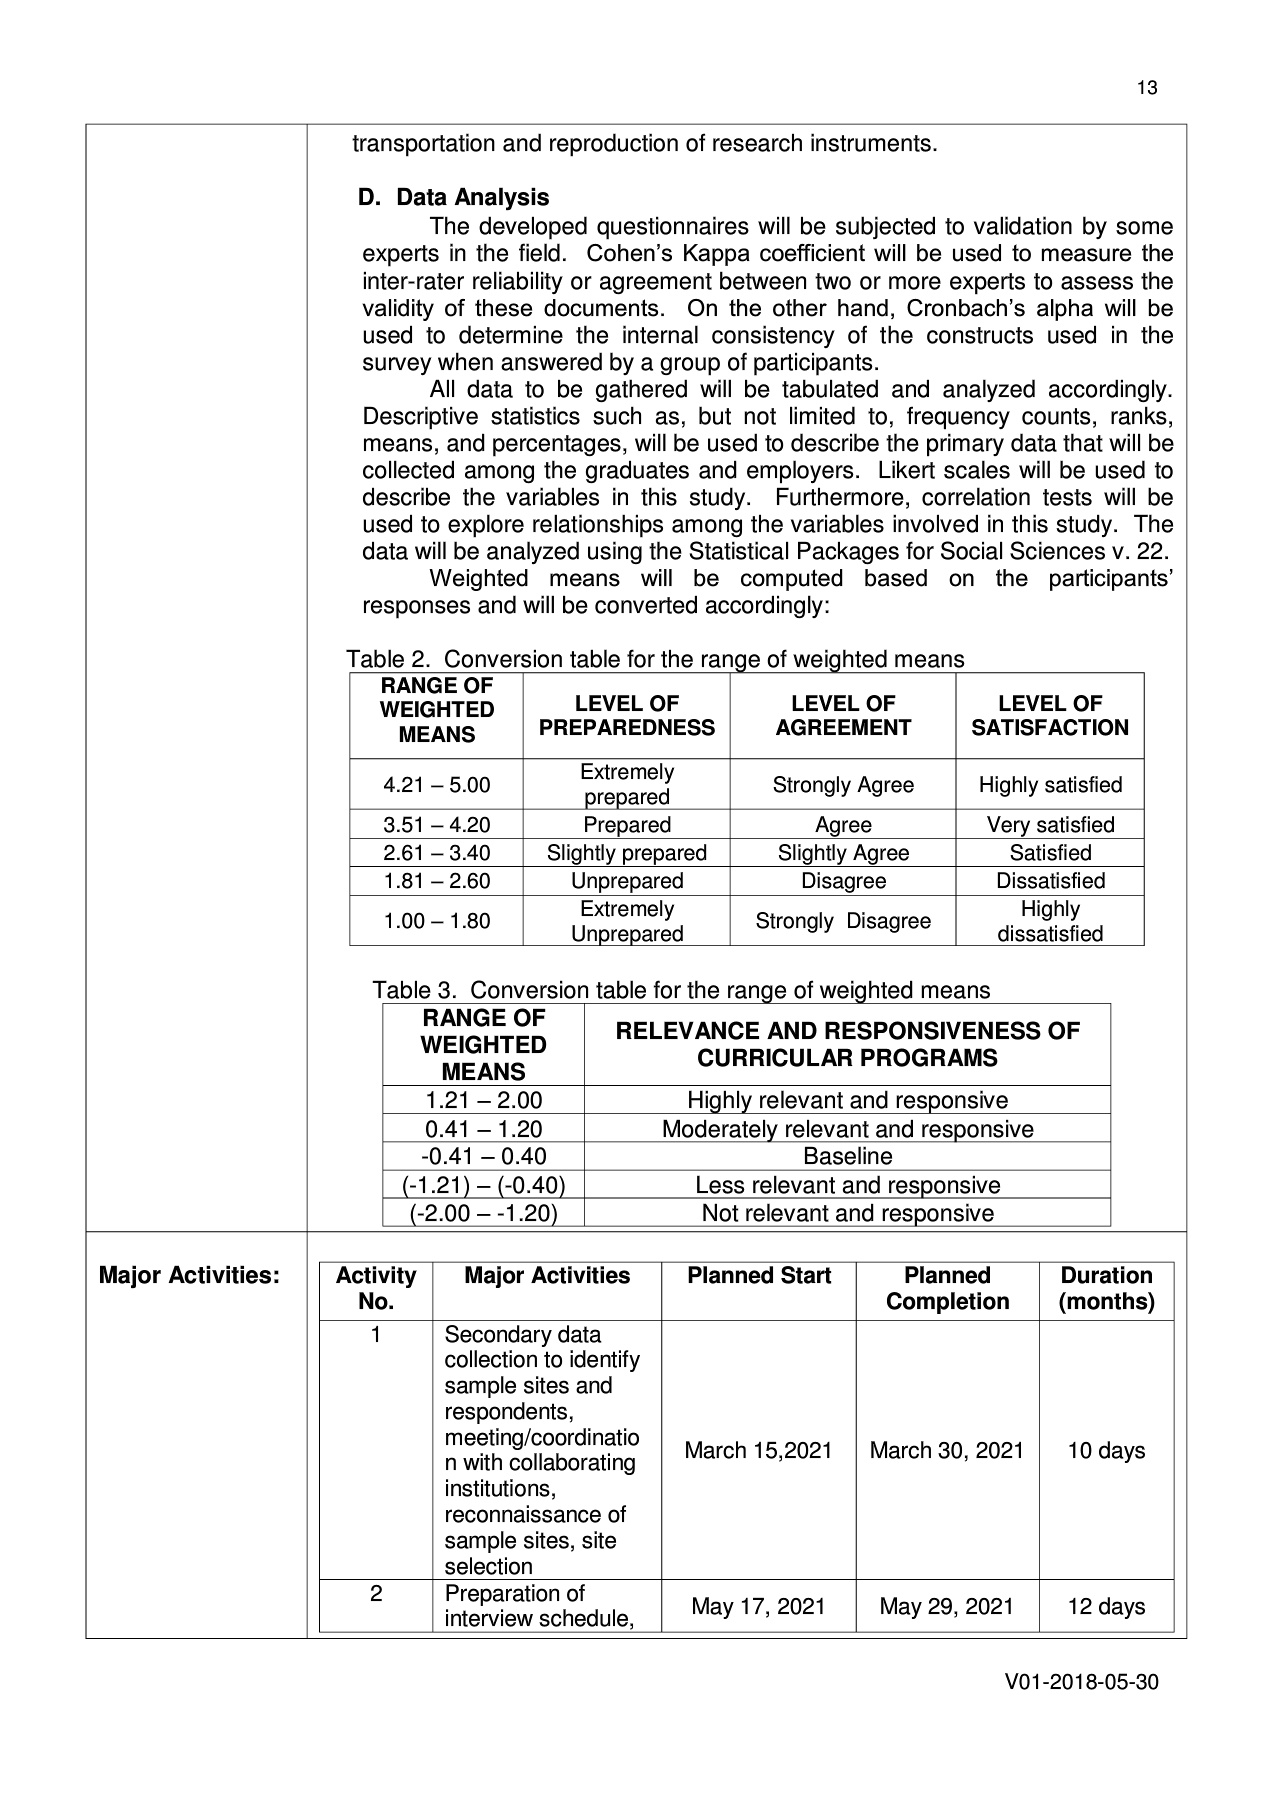 13
transportation and reproduction of research instruments.
D. Data Analysis
The developed questionnaires will be subjected to validation by some
experts in the field. Cohen’s Kappa coefficient will be used to measure the
inter-rater reliability or agreement between two or more experts to assess the
validity of these documents. On the other hand, Cronbach’s alpha will be
used to determine the internal consistency of the constructs used in the
survey when answered by a group of participants.
All data to be gathered will be tabulated and analyzed accordingly.
Descriptive statistics such as, but not limited to, frequency counts, ranks,
means, and percentages, will be used to describe the primary data that will be
collected among the graduates and employers. Likert scales will be used to
describe the variables in this study. Furthermore, correlation tests will be
used to explore relationships among the variables involved in this study. The
data will be analyzed using the Statistical Packages for Social Sciences v. 22.
Weighted means will be computed based on the participants’
responses and will be converted accordingly:
Table 2. Conversion table for the range of weighted means
RANGE OF
WEIGHTED
MEANS
LEVEL OF
PREPAREDNESS
LEVEL OF
AGREEMENT
LEVEL OF
SATISFACTION
4.21 – 5.00
Extremely
prepared
Strongly Agree
Highly satisfied
3.51 – 4.20
Prepared
Agree
Very satisfied
2.61 – 3.40
Slightly prepared
Slightly Agree
Satisfied
1.81 – 2.60
Unprepared
Disagree
Dissatisfied
1.00 – 1.80
Extremely
Unprepared
Strongly Disagree
Highly
dissatisfied
Table 3. Conversion table for the range of weighted means
RANGE OF
WEIGHTED
MEANS
RELEVANCE AND RESPONSIVENESS OF
CURRICULAR PROGRAMS
1.21 – 2.00
Highly relevant and responsive
0.41 – 1.20
Moderately relevant and responsive
-0.41 – 0.40
Baseline
(-1.21) – (-0.40)
Less relevant and responsive
(-2.00 – -1.20)
Not relevant and responsive
Major Activities:
Activity
No.
Major Activities
Planned Start
Planned
Completion
Duration
(months)
1
Secondary data
collection to identify
sample sites and
respondents,
meeting/coordinatio
n with collaborating
institutions,
reconnaissance of
sample sites, site
selection
March 15,2021
March 30, 2021
10 days
2
Preparation of
interview schedule,
May 17, 2021
May 29, 2021
12 days
V01-2018-05-30